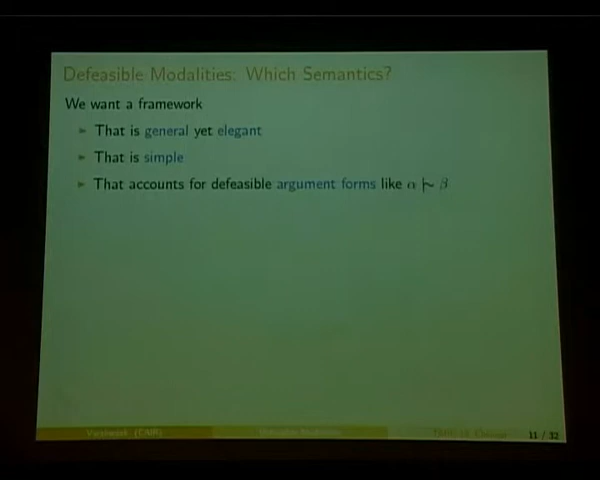 Defeasible Modalities: Which Semantics?
We want a framework
► That is general yet elegant
► That is simple
► That accounts for defeasible argument forms like α |~ β
(CAIR)
11 / 32